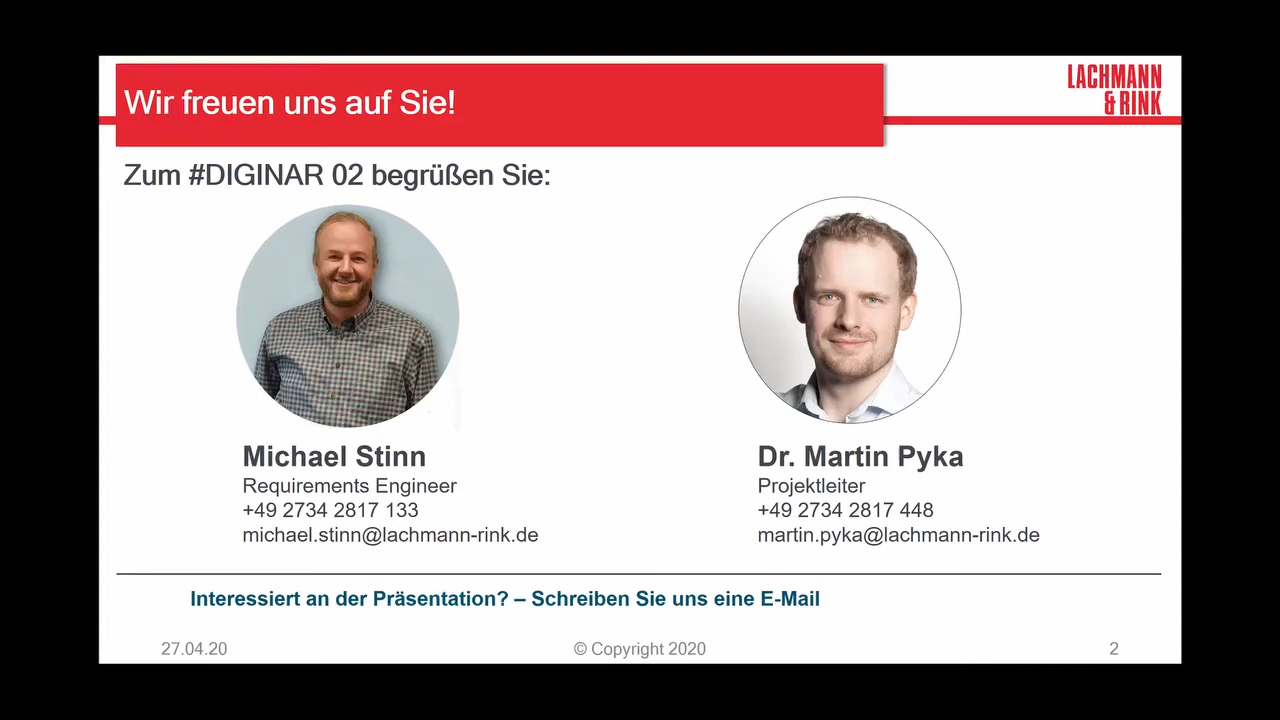 Wir freuen uns auf Sie!
LACHMANN
& RINK
Zum #DIGINAR 02 begrüßen Sie:
Michael Stinn
Requirements Engineer
+49 2734 2817 133
michael.stinn@lachmann-rink.de
Dr. Martin Pyka
Projektleiter
+49 2734 2817 448
martin.pyka@lachmann-rink.de
Interessiert an der Präsentation? – Schreiben Sie uns eine E-Mail
27.04.20
© Copyright 2020
2